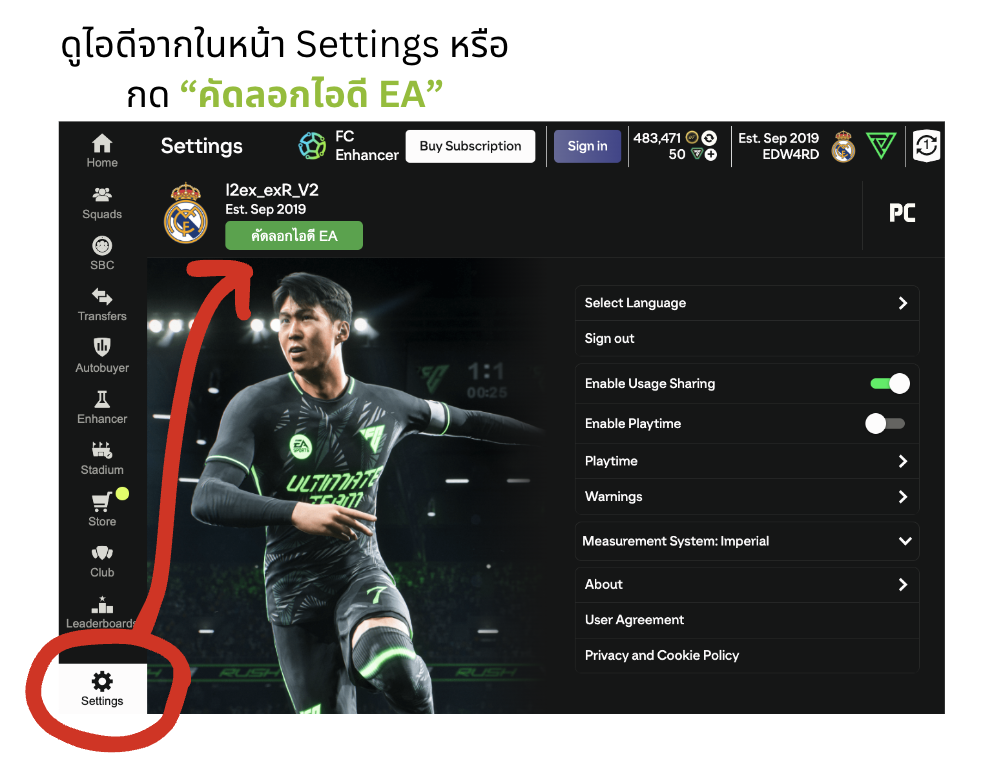 ดูไอดีจากในหน้า Settings หรือ
กด “คัดลอกไอดี EA”
Home
Squads
SBC
Transfers
Autobuyer
Enhancer
Stadium
Store
Club
Leaderboards
Settings
Settings
FC
Enhancer
Buy Subscription
Sign in
483,471
50
Est. Sep 2019
EDW4RD
1
I2ex_exR_V2
Est. Sep 2019
คัดลอกไอดี EA
PC
1:1
00:25
EA
SPORTS
ULTIMATE
TEAM
7
RUSH
RUSH
Select Language
Sign out
Enable Usage Sharing
Enable Playtime
Playtime
Warnings
Measurement System: Imperial
About
User Agreement
Privacy and Cookie Policy